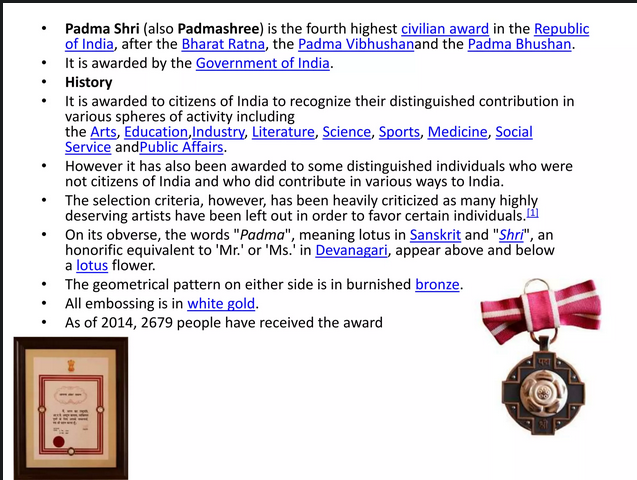 • Padma Shri (also Padmashree) is the fourth highest civilian award in the Republic
of India, after the Bharat Ratna, the Padma Vibhushanand the Padma Bhushan.
• It is awarded by the Government of India.
• History
• It is awarded to citizens of India to recognize their distinguished contribution in
various spheres of activity including
the Arts, Education,Industry, Literature, Science, Sports, Medicine, Social
Service andPublic Affairs.
• However it has also been awarded to some distinguished individuals who were
not citizens of India and who did contribute in various ways to India.
• The selection criteria, however, has been heavily criticized as many highly
deserving artists have been left out in order to favor certain individuals.[1]
• On its obverse, the words "Padma", meaning lotus in Sanskrit and "Shri", an
honorific equivalent to 'Mr.' or 'Ms.' in Devanagari, appear above and below
a lotus flower.
• The geometrical pattern on either side is in burnished bronze.
• All embossing is in white gold.
• As of 2014, 2679 people have received the award
पद्म
श्री